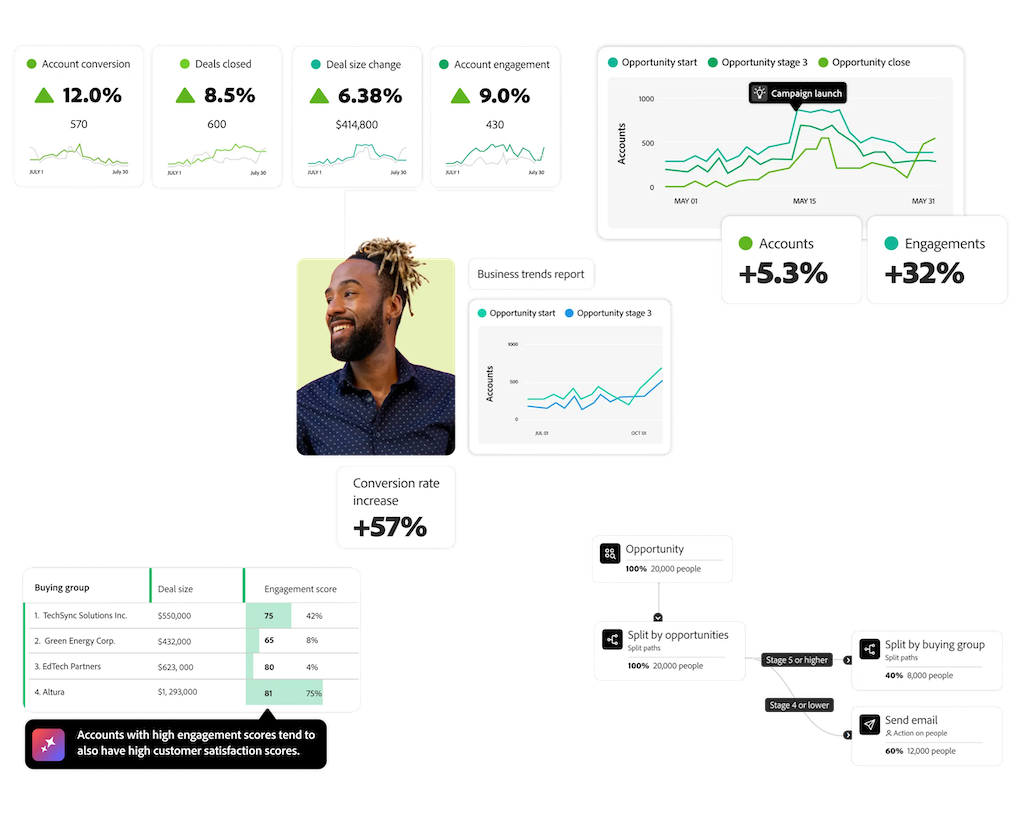 Account conversion
12.0%
570
JULY 1 July 30
Deals closed
8.5%
600
JULY 1 July 30
Deal size change
6.38%
$414,800
JULY 1 July 30
Account engagement
9.0%
430
JULY 1 July 30
Opportunity start Opportunity stage 3 Opportunity close
Campaign launch
Accounts
1000
500
0
MAY 01 MAY 15 MAY 31
Accounts
+5.3%
Engagements
+32%
Business trends report
Opportunity start Opportunity stage 3
Accounts
1000
500
0
JUL 01 OCT 01
Conversion rate
increase
+57%
Buying group Deal size Engagement score
1. TechSync Solutions Inc. $550,000 75 42%
2. Green Energy Corp. $432,000 65 8%
3. EdTech Partners $623, 000 80 4%
4. Altura $1, 293,000 81 75%
Accounts with high engagement scores tend to
also have high customer satisfaction scores.
Opportunity
100% 20,000 people
Split by opportunities
Split paths
100% 20,000 people
Stage 5 or higher
Stage 4 or lower
Split by buying group
Split paths
40% 8,000 people
Send email
Action on people
60% 12,000 people